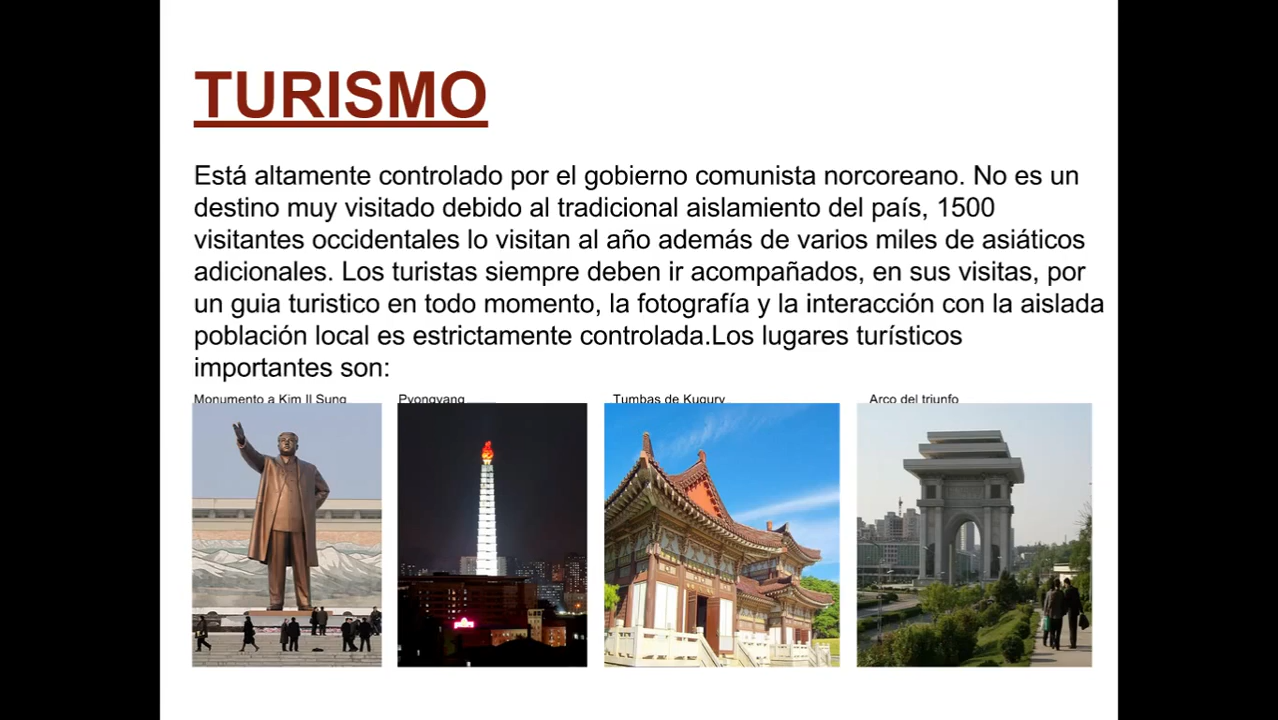 TURISMO
Está altamente controlado por el gobierno comunista norcoreano. No es un
destino muy visitado debido al tradicional aislamiento del país, 1500
visitantes occidentales lo visitan al año además de varios miles de asiáticos
adicionales. Los turistas siempre deben ir acompañados, en sus visitas, por
un guia turistico en todo momento, la fotografía y la interacción con la aislada
población local es estrictamente controlada.Los lugares turísticos
importantes son:
Monumento a Kim Il Sung Pyongyang Tumbas de Kugury Arco del triunfo